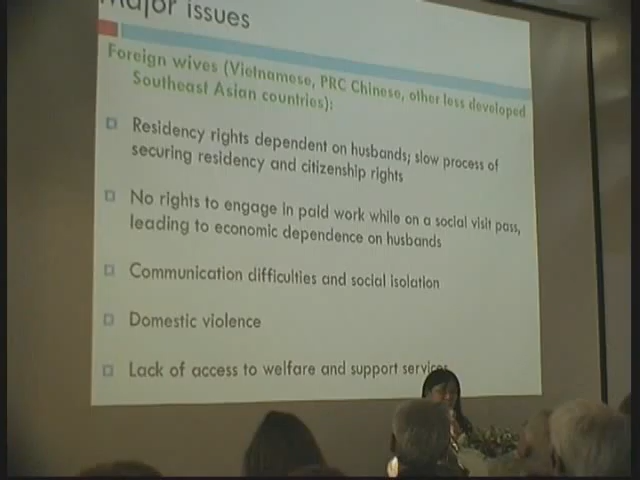 Major issues
Foreign wives (Vietnamese, PRC Chinese, other less developed
Southeast Asian countries):
Residency rights dependent on husbands; slow process of
securing residency and citizenship rights
No rights to engage in paid work while on a social visit pass,
leading to economic dependence on husbands
Communication difficulties and social isolation
Domestic violence
Lack of access to welfare and support services